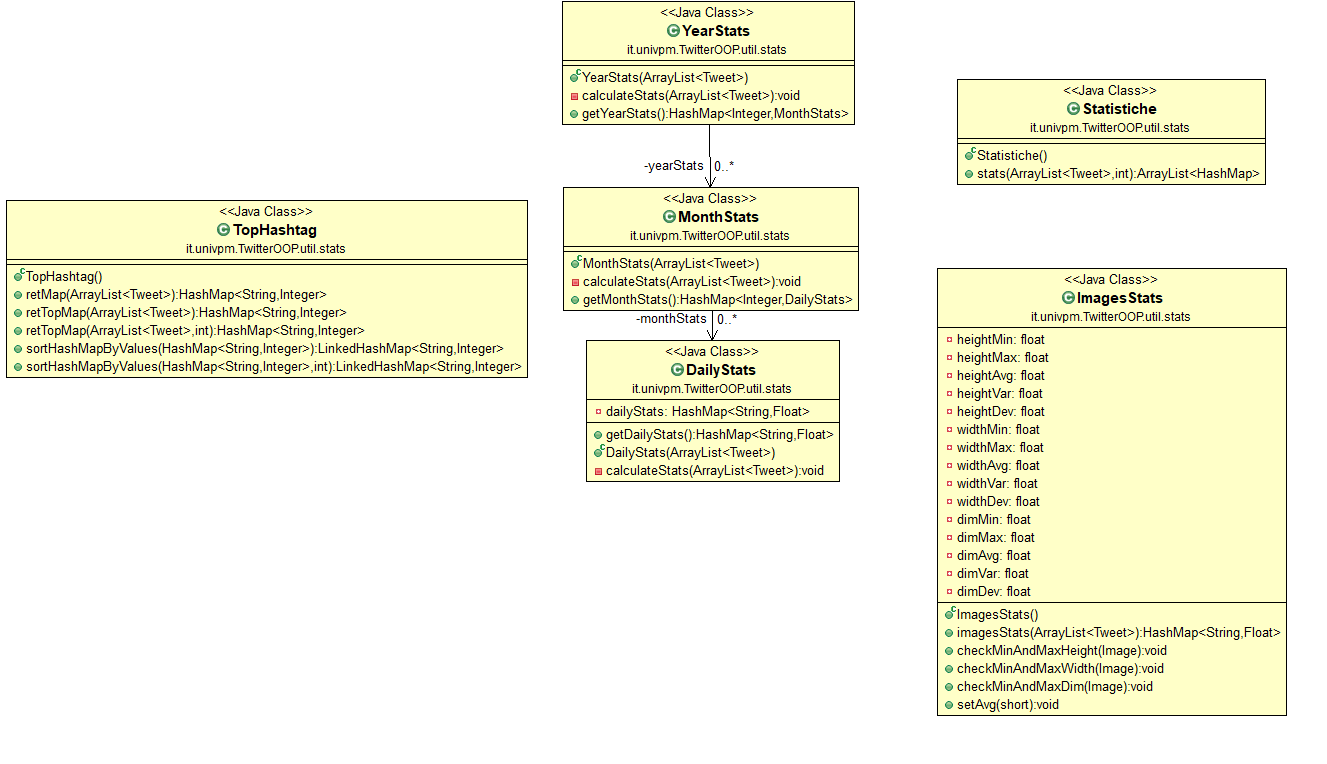 <<Java Class>>
YearStats
it.univpm.TwitterOOP.util.stats
YearStats(ArrayList<Tweet>)
calculateStats(ArrayList<Tweet>):void
getYearStats():HashMap<Integer,MonthStats>
-yearStats 0..*
<<Java Class>>
Statistiche
it.univpm.TwitterOOP.util.stats
Statistiche()
stats(ArrayList<Tweet>,int):ArrayList<HashMap>
<<Java Class>>
TopHashtag
it.univpm.TwitterOOP.util.stats
TopHashtag()
retMap(ArrayList<Tweet>):HashMap<String,Integer>
retTopMap(ArrayList<Tweet>):HashMap<String,Integer>
retTopMap(ArrayList<Tweet>,int):HashMap<String,Integer>
sortHashMapByValues(HashMap<String,Integer>):LinkedHashMap<String,Integer>
sortHashMapByValues(HashMap<String,Integer>,int):LinkedHashMap<String,Integer>
<<Java Class>>
MonthStats
it.univpm.TwitterOOP.util.stats
MonthStats(ArrayList<Tweet>)
calculateStats(ArrayList<Tweet>):void
getMonthStats():HashMap<Integer,DailyStats>
-monthStats 0..*
<<Java Class>>
DailyStats
it.univpm.TwitterOOP.util.stats
dailyStats: HashMap<String,Float>
getDailyStats():HashMap<String,Float>
DailyStats(ArrayList<Tweet>)
calculateStats(ArrayList<Tweet>):void
<<Java Class>>
ImagesStats
it.univpm.TwitterOOP.util.stats
heightMin: float
heightMax: float
heightAvg: float
heightVar: float
heightDev: float
widthMin: float
widthMax: float
widthAvg: float
widthVar: float
widthDev: float
dimMin: float
dimMax: float
dimAvg: float
dimVar: float
dimDev: float
ImagesStats()
imagesStats(ArrayList<Tweet>):HashMap<String,Float>
checkMinAndMaxHeight(Image):void
checkMinAndMaxWidth(Image):void
checkMinAndMaxDim(Image):void
setAvg(short):void